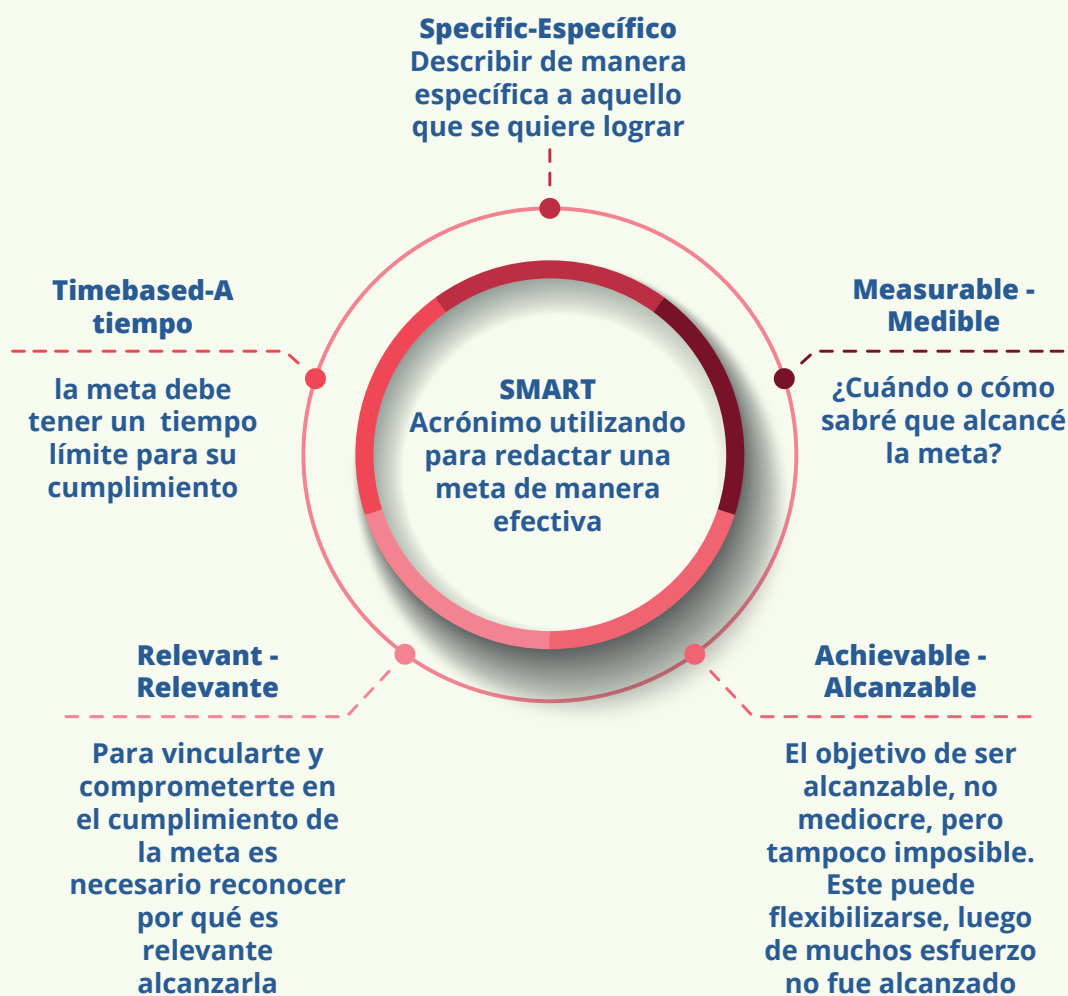 Specific-Específico
Describir de manera
específica a aquello
que se quiere lograr
Timebased-A
tiempo
la meta debe
tener un tiempo
límite para su
cumplimiento
SMART
Acrónimo utilizando
para redactar una
meta de manera
efectiva
Measurable -
Medible
¿Cuándo o cómo
sabré que alcancé
la meta?
Relevant -
Relevante
Para vincularte y
comprometerte en
el cumplimiento de
la meta es
necesario reconocer
por qué es
relevante
alcanzarla
Achievable -
Alcanzable
El objetivo de ser
alcanzable, no
mediocre, pero
tampoco imposible.
Este puede
flexibilizarse, luego
de muchos esfuerzo
no fue alcanzado